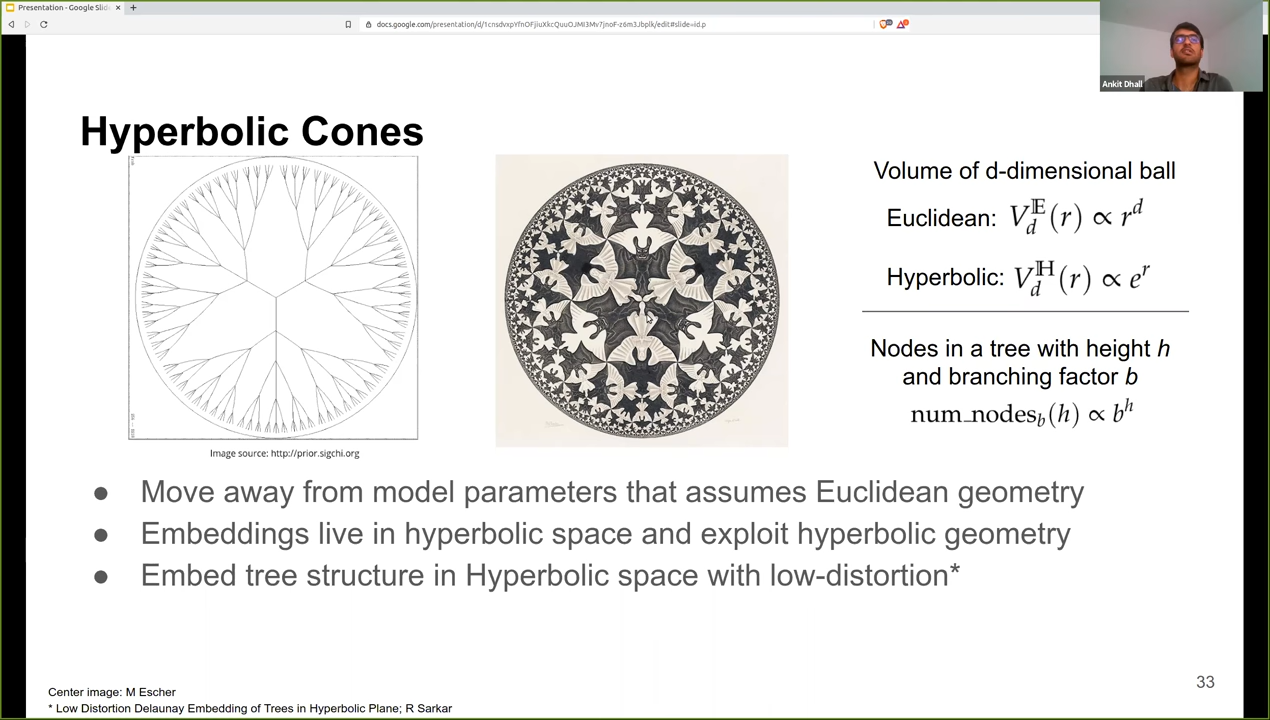 Presentation - Google Slid
docs.google.com/presentation/d/1cnsdvxpYfnOFjiuXkcQuuOJMI3Mv7jnoF-z6m3Jbplk/edit#slide=id.p
Ankit Dhall
Hyperbolic Cones
Image source: http://prior.sigchi.org
Volume of d-dimensional ball
Euclidean: V_d^𝔼(r) ∝ r^d
Hyperbolic: V_d^ℍ(r) ∝ e^r
Nodes in a tree with height h
and branching factor b
num_nodes_b(h) ∝ b^h
● Move away from model parameters that assumes Euclidean geometry
● Embeddings live in hyperbolic space and exploit hyperbolic geometry
● Embed tree structure in Hyperbolic space with low-distortion*
33
Center image: M Escher
* Low Distortion Delaunay Embedding of Trees in Hyperbolic Plane; R Sarkar